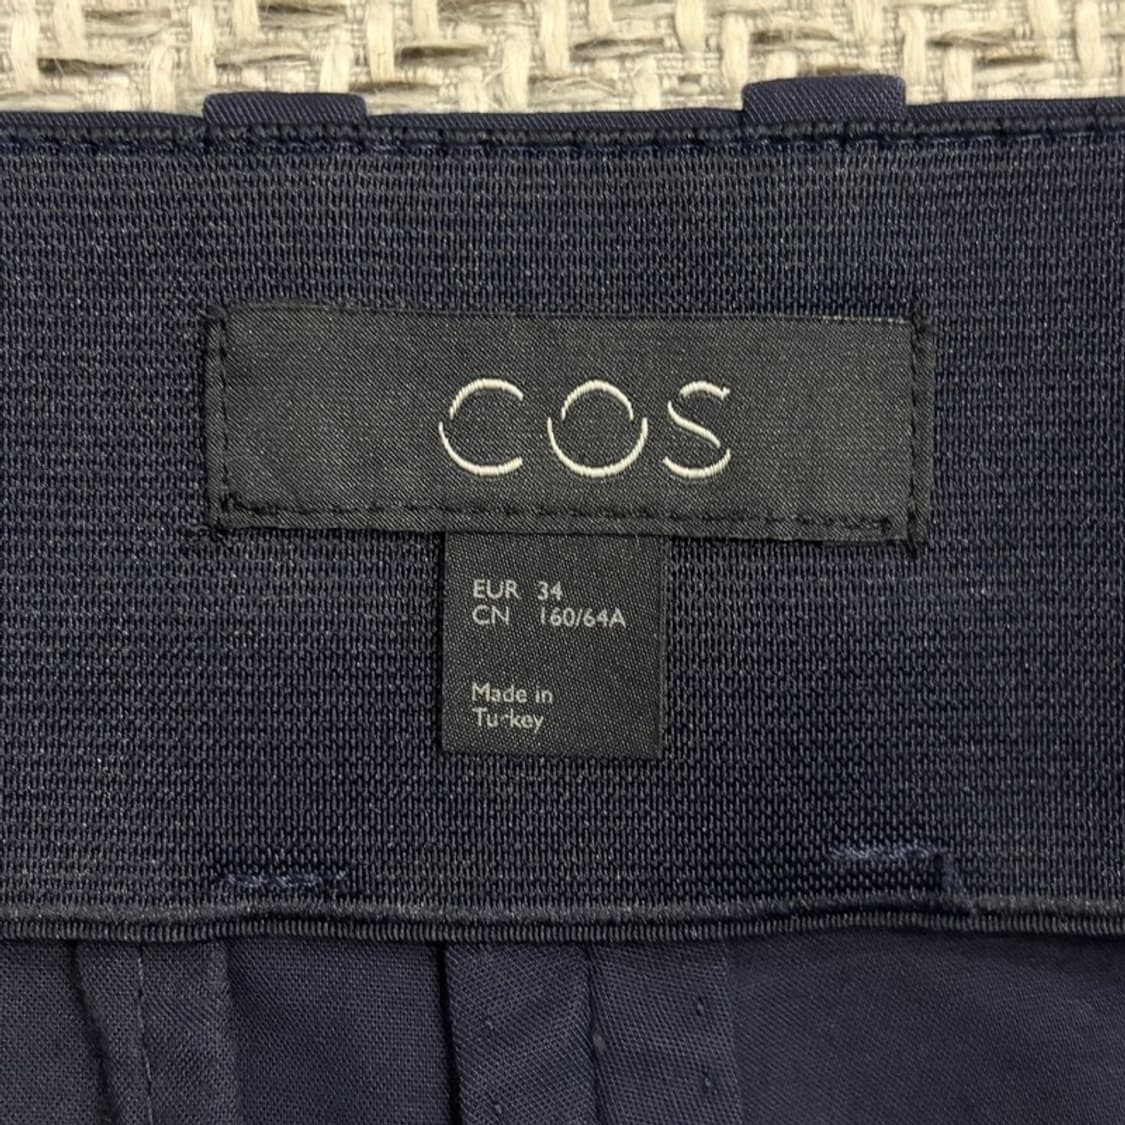 COS
EUR 34
CN 160/64A
Made in
Turkey